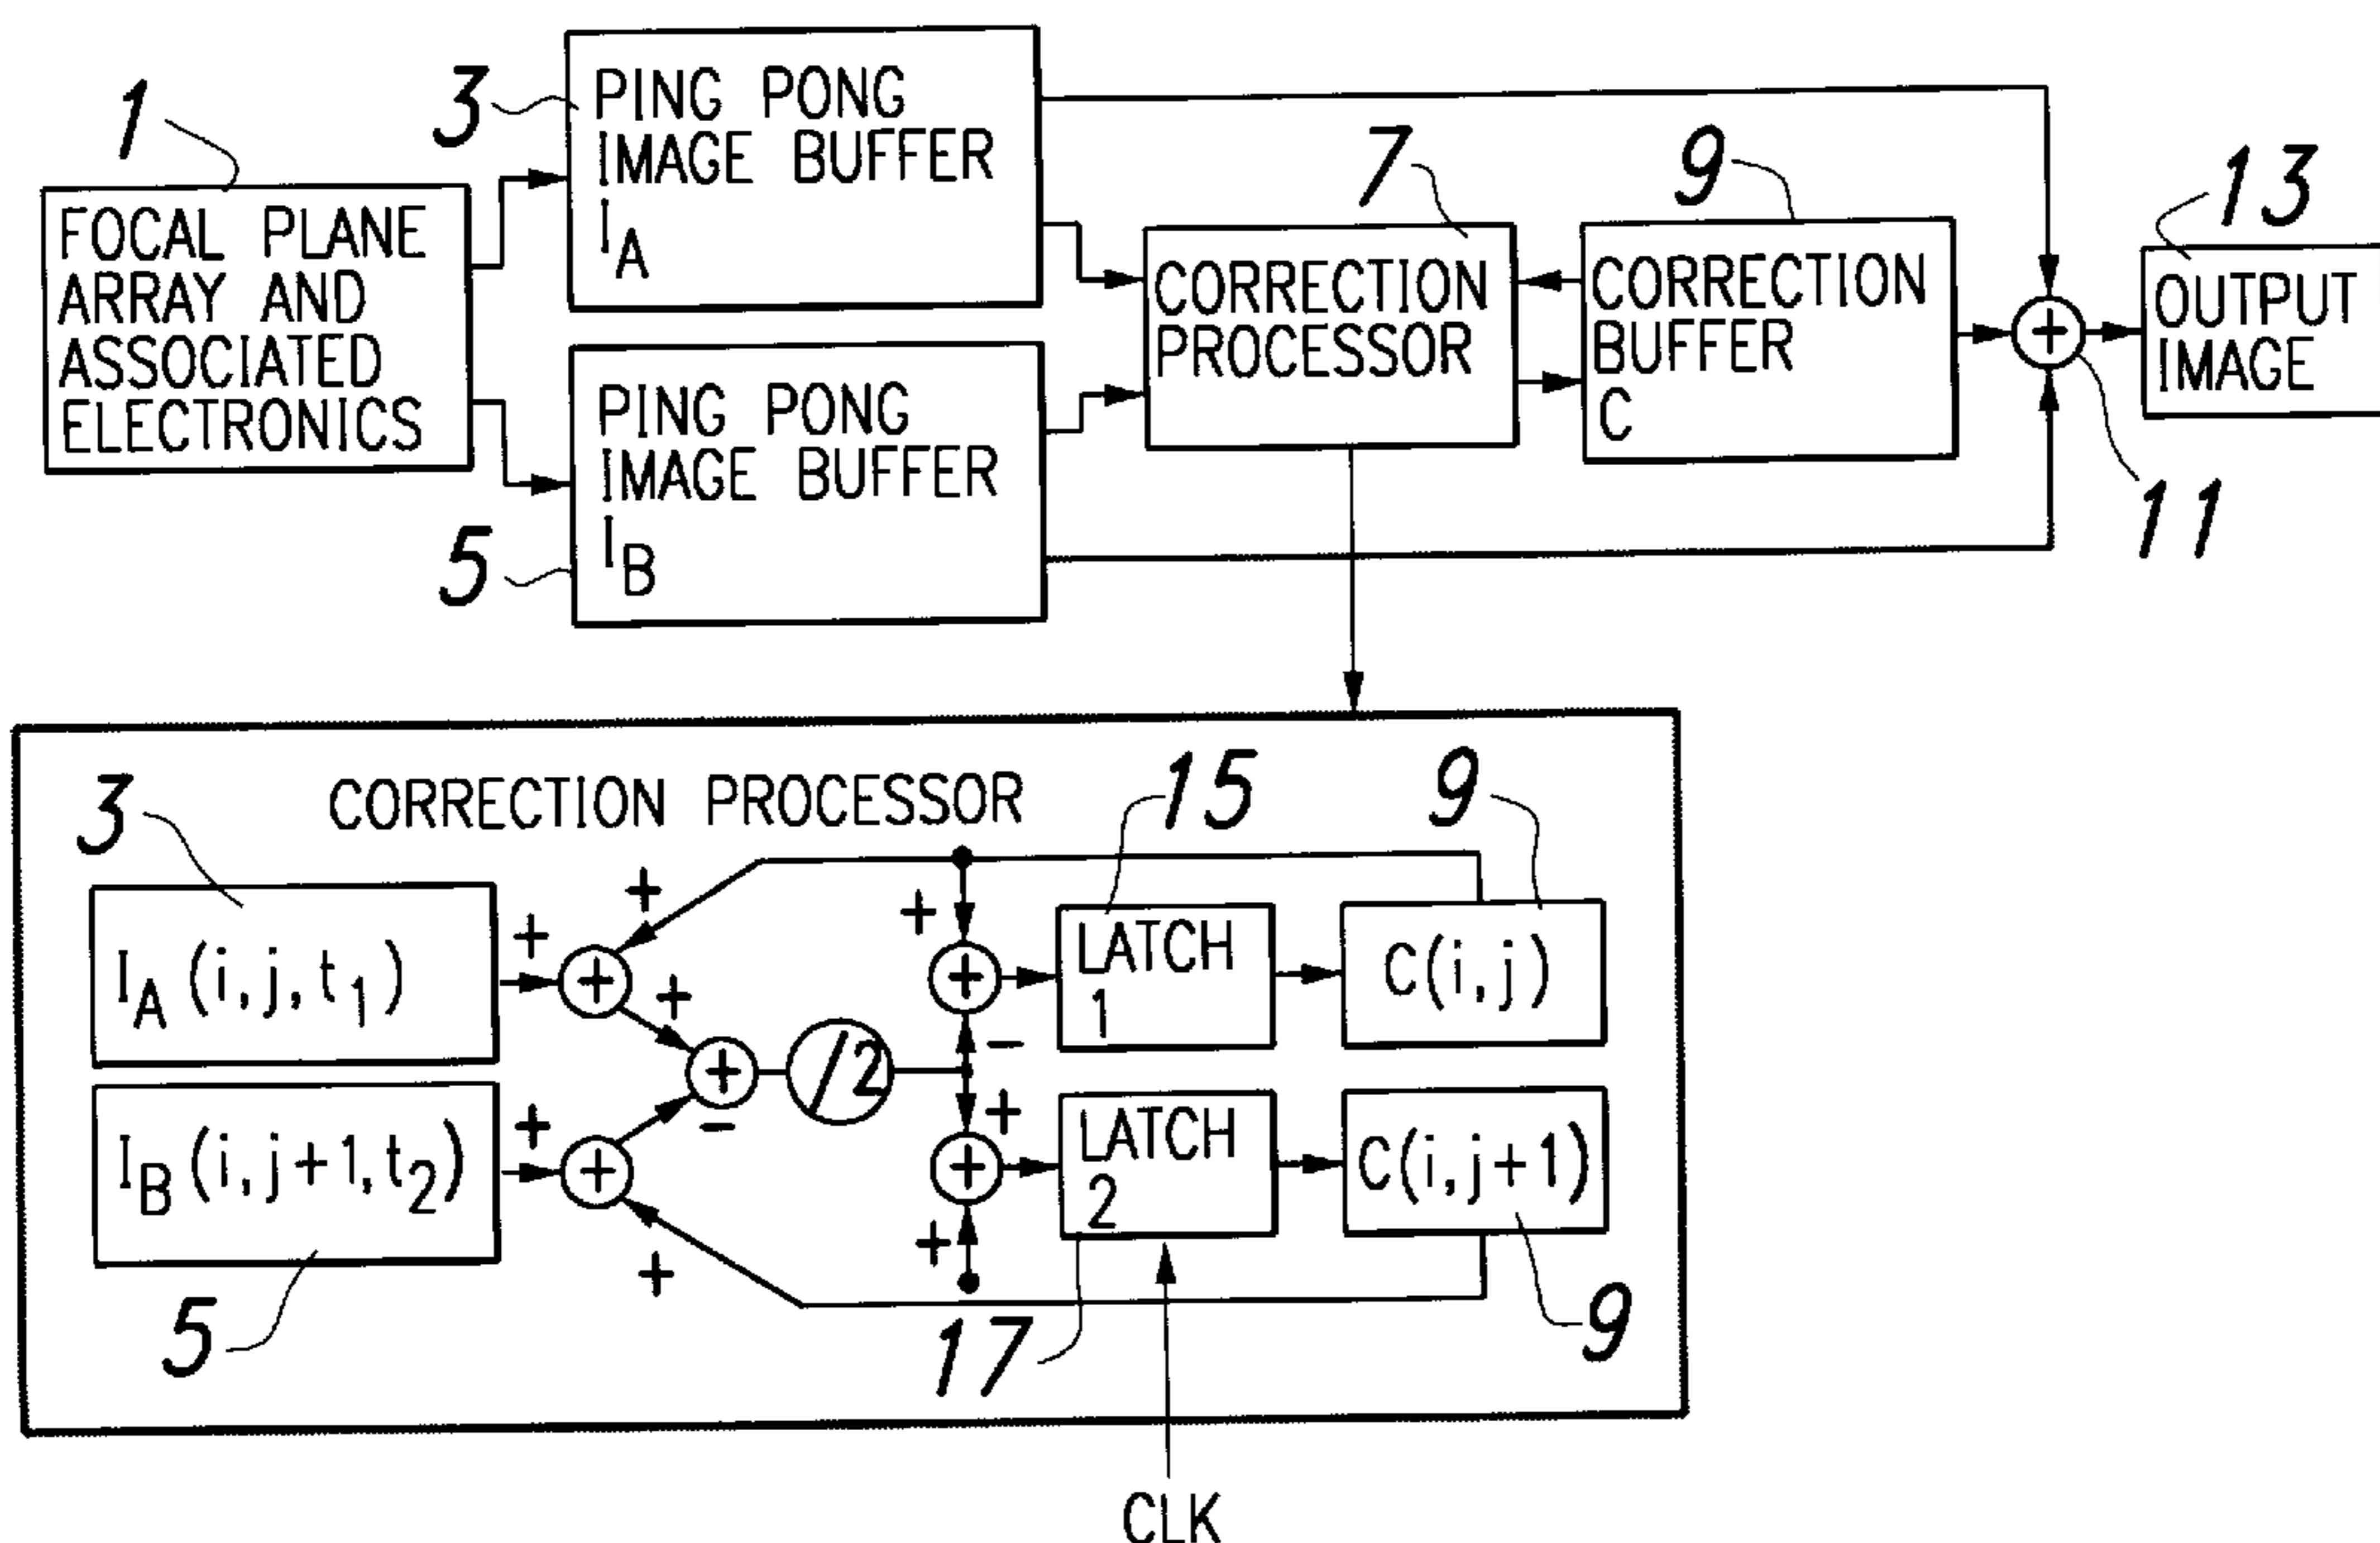 1
3
PING PONG
IMAGE BUFFER
I_A
FOCAL PLANE
ARRAY AND
ASSOCIATED
ELECTRONICS
5
PING PONG
IMAGE BUFFER
I_B
7
CORRECTION
PROCESSOR
9
CORRECTION
BUFFER
C
+
11
13
OUTPUT
IMAGE
CORRECTION PROCESSOR
3
I_A (i, j, t_1)
5
I_B (i, j+1, t_2)
+
+
+
+
+
-
+
+
+
/2
+
+
-
+
+
+
15
LATCH
1
17
LATCH
2
9
C(i, j)
9
C(i, j+1)
CLK